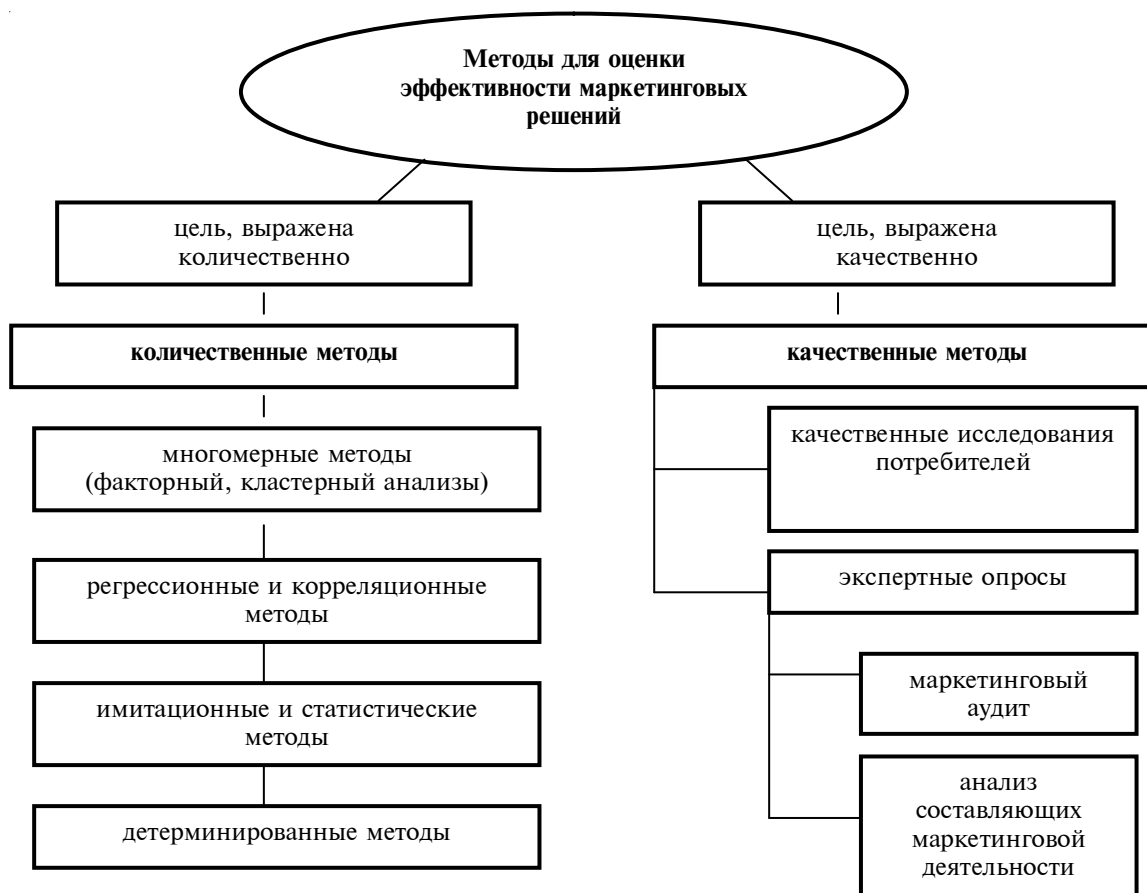 Методы для оценки
эффективности маркетинговых
решений
цель, выражена
количественно
цель, выражена
качественно
количественные методы
качественные методы
многомерные методы
(факторный, кластерный анализы)
качественные исследования
потребителей
регрессионные и корреляционные
методы
экспертные опросы
имитационные и статистические
методы
маркетинговый
аудит
детерминированные методы
анализ
составляющих
маркетинговой
деятельности